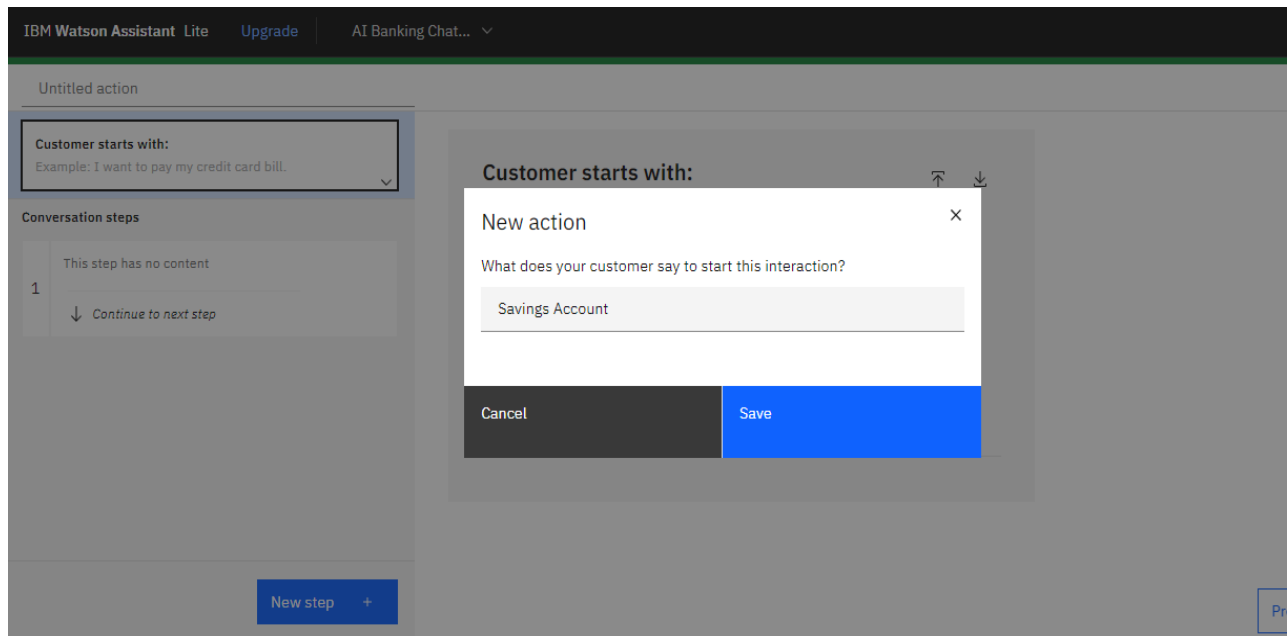 IBM Watson Assistant Lite Upgrade AI Banking Chat...
Untitled action
Customer starts with:
Example: I want to pay my credit card bill.
Conversation steps
1
This step has no content
Continue to next step
New step +
Customer starts with:
New action
What does your customer say to start this interaction?
Savings Account
Cancel Save